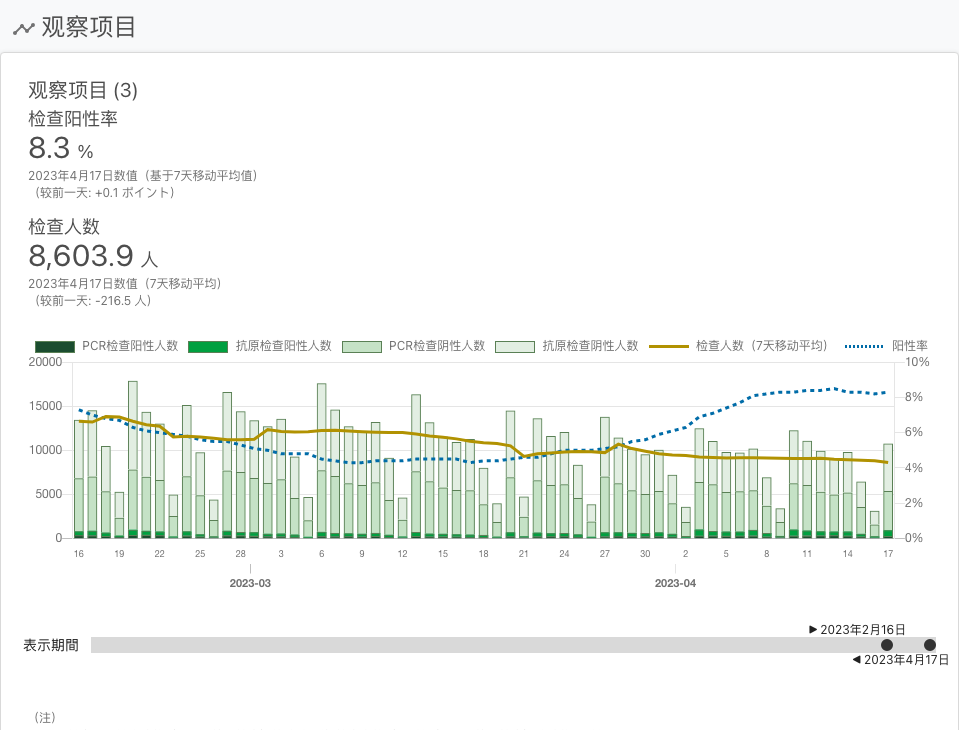 观察项目
观察项目 (3)
检查阳性率
8.3 %
2023年4月17日数值（基于7天移动平均值）
（较前一天: +0.1 ポイント）
检查人数
8,603.9 人
2023年4月17日数值（7天移动平均）
（较前一天: -216.5 人）
PCR检查阳性人数 抗原检查阳性人数 PCR检查阴性人数 抗原检查阴性人数 检查人数（7天移动平均） 阳性率
20000 10%
15000 8%
10000 6%
5000 4%
0 2%
0%
16 19 22 25 28 3 6 9 12 15 18 21 24 27 30 2 5 8 11 14 17
2023-03 2023-04
▶ 2023年2月16日
表示期間
◀ 2023年4月17日
（注）